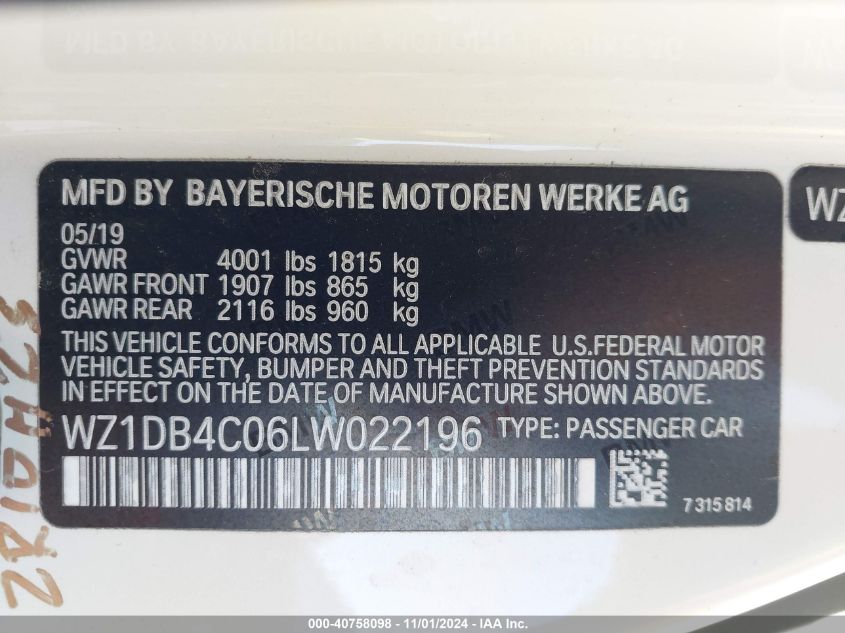 MFD BY BAYERISCHE MOTOREN WERKE AG
WZ
05/19
GVWR 4001 lbs 1815 kg
GAWR FRONT 1907 lbs 865 kg
GAWR REAR 2116 lbs 960 kg
THIS VEHICLE CONFORMS TO ALL APPLICABLE U.S.FEDERAL MOTOR
VEHICLE SAFETY, BUMPER AND THEFT PREVENTION STANDARDS
IN EFFECT ON THE DATE OF MANUFACTURE SHOWN ABOVE.
WZ1DB4C06LW022196 TYPE: PASSENGER CAR
7315814
000-40758098 - 11/01/2024 - IAA Inc.